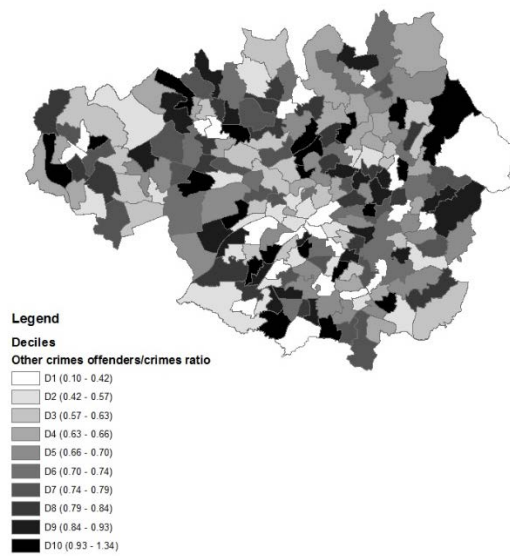 Legend
Deciles
Other crimes offenders/crimes ratio
D1 (0.10 - 0.42)
D2 (0.42 - 0.57)
D3 (0.57 - 0.63)
D4 (0.63 - 0.66)
D5 (0.66 - 0.70)
D6 (0.70 - 0.74)
D7 (0.74 - 0.79)
D8 (0.79 - 0.84)
D9 (0.84 - 0.93)
D10 (0.93 - 1.34)